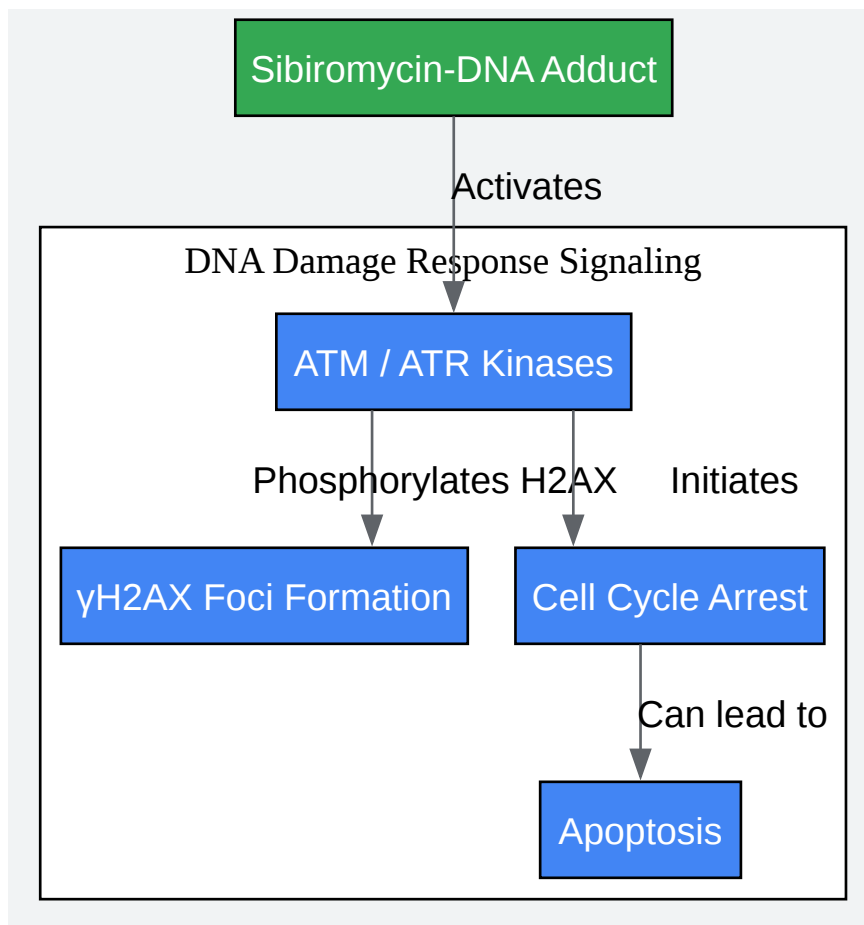 Sibiromycin-DNA Adduct
Activates
DNA Damage Response Signaling
ATM / ATR Kinases
Phosphorylates H2AX
Initiates
γH2AX Foci Formation
Cell Cycle Arrest
Can lead to
Apoptosis